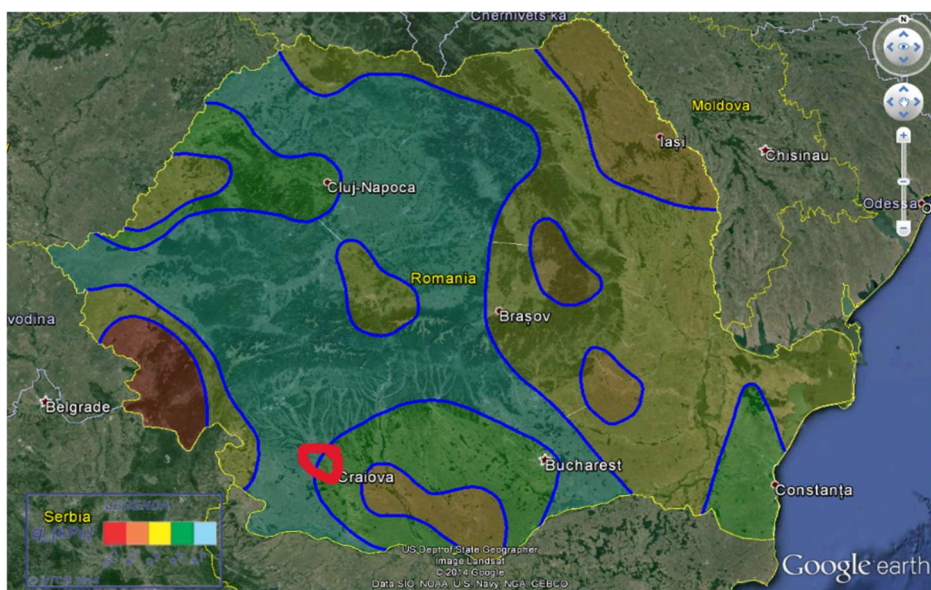 Chernivets'ka
N
Moldova
Iași
Chisinau
Cluj-Napoca
Odessa
Romania
vodina
Brașov
Belgrade
Bucharest
Craiova
Constanța
Serbia
US Dept of State Geographer
Image Landsat
© 2014 Google
Data SIO, NOAA, U.S. Navy, NGA, GEBCO
Google earth